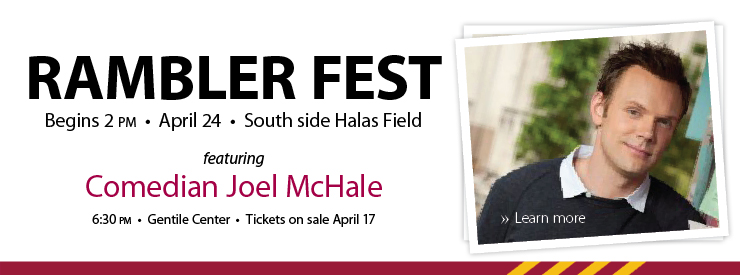 RAMBLER FEST
Begins 2 PM • April 24 • South side Halas Field
featuring
Comedian Joel McHale
6:30 PM • Gentile Center • Tickets on sale April 17
›› Learn more